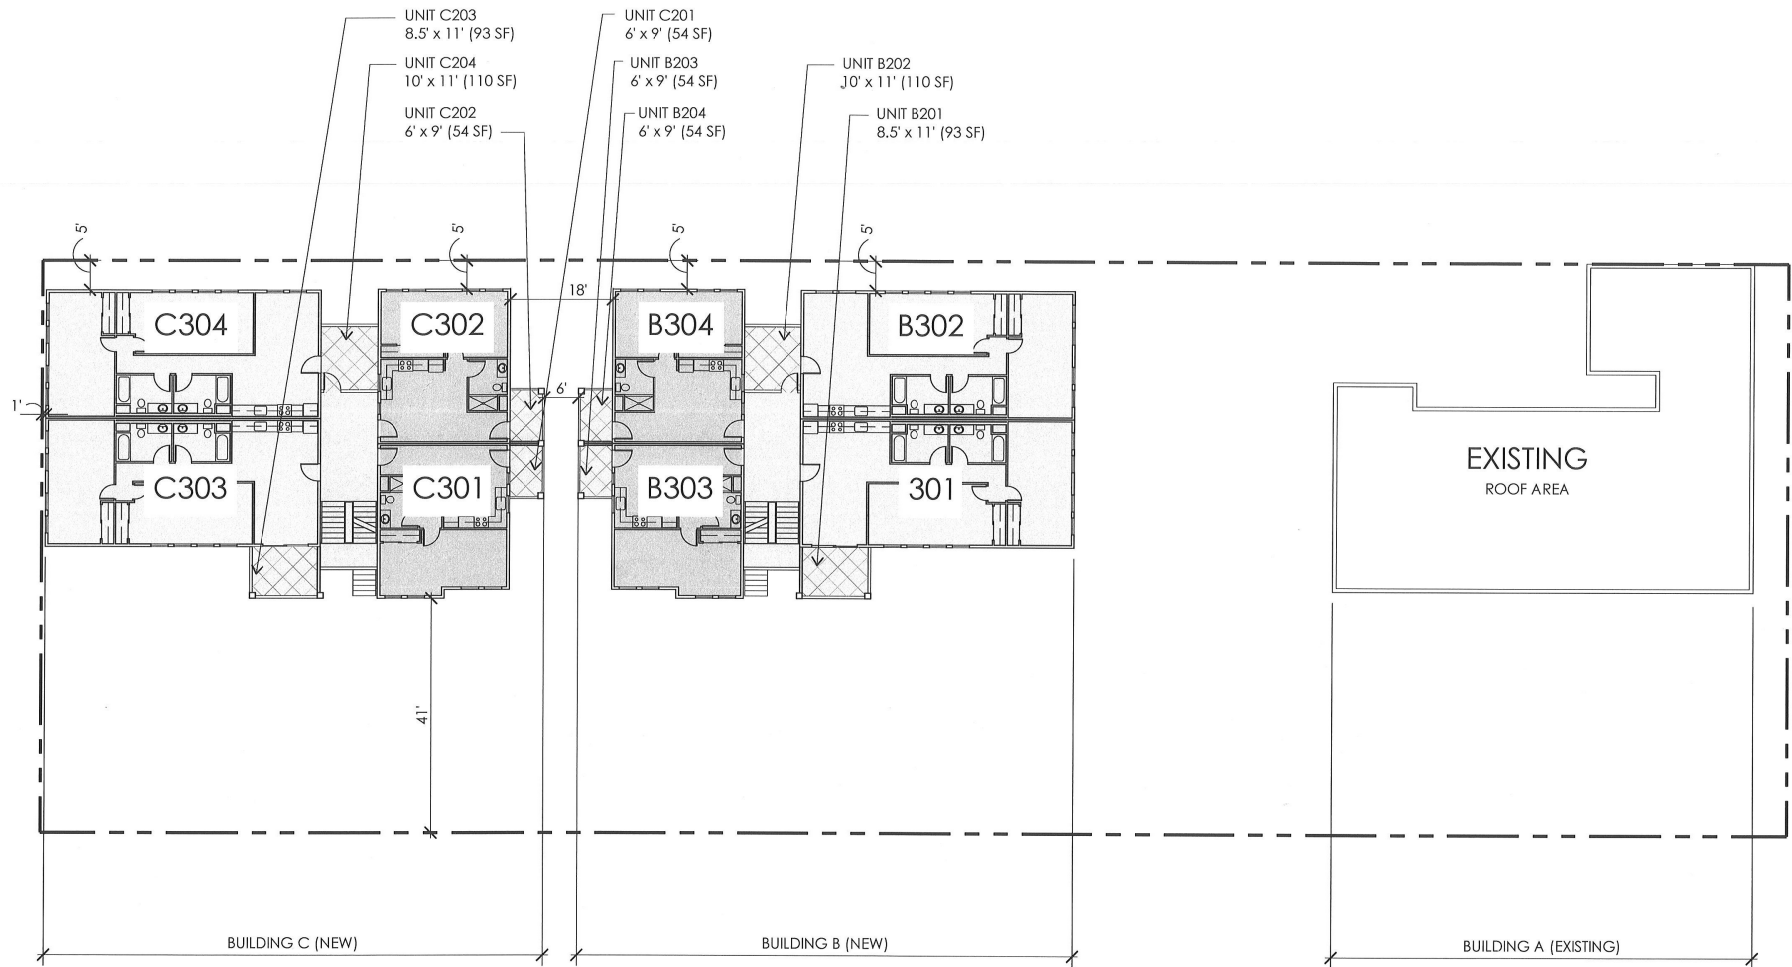 UNIT C203
8.5' x 11' (93 SF)
UNIT C204
10' x 11' (110 SF)
UNIT C202
6' x 9' (54 SF)
UNIT C201
6' x 9' (54 SF)
UNIT B203
6' x 9' (54 SF)
UNIT B204
6' x 9' (54 SF)
UNIT B202
10' x 11' (110 SF)
UNIT B201
8.5' x 11' (93 SF)
5'
5'
5'
5'
18'
C304
C302
B304
B302
6'
1'
C303
C301
B303
301
EXISTING
ROOF AREA
41'
BUILDING C (NEW)
BUILDING B (NEW)
BUILDING A (EXISTING)